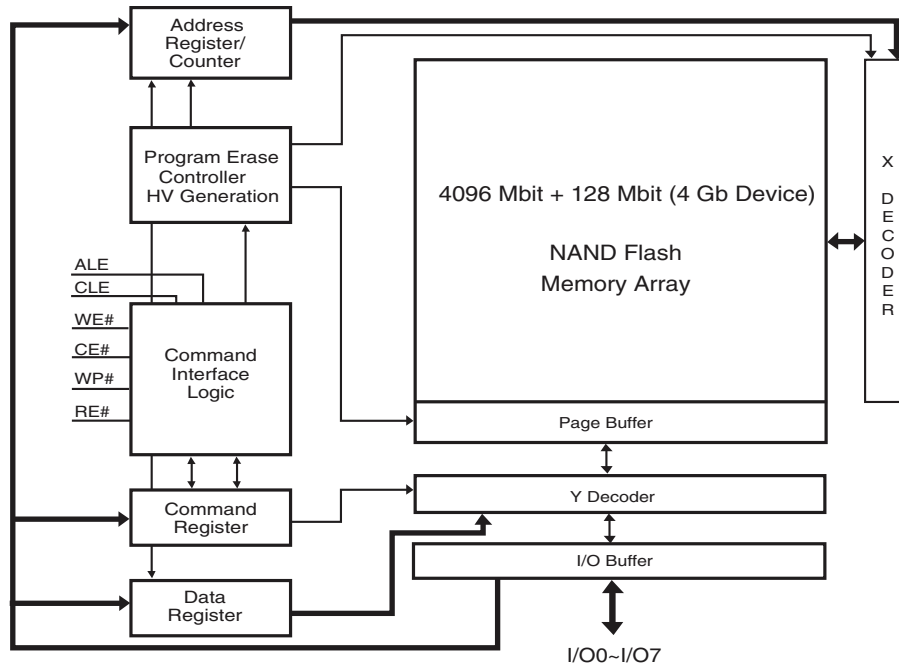 Address
Register/
Counter
Program Erase
Controller
HV Generation
ALE
CLE
WE#
CE#
WP#
RE#
Command
Interface
Logic
Command
Register
Data
Register
4096 Mbit + 128 Mbit (4 Gb Device)
NAND Flash
Memory Array
Page Buffer
Y Decoder
I/O Buffer
I/O0~I/O7
X
D
E
C
O
D
E
R